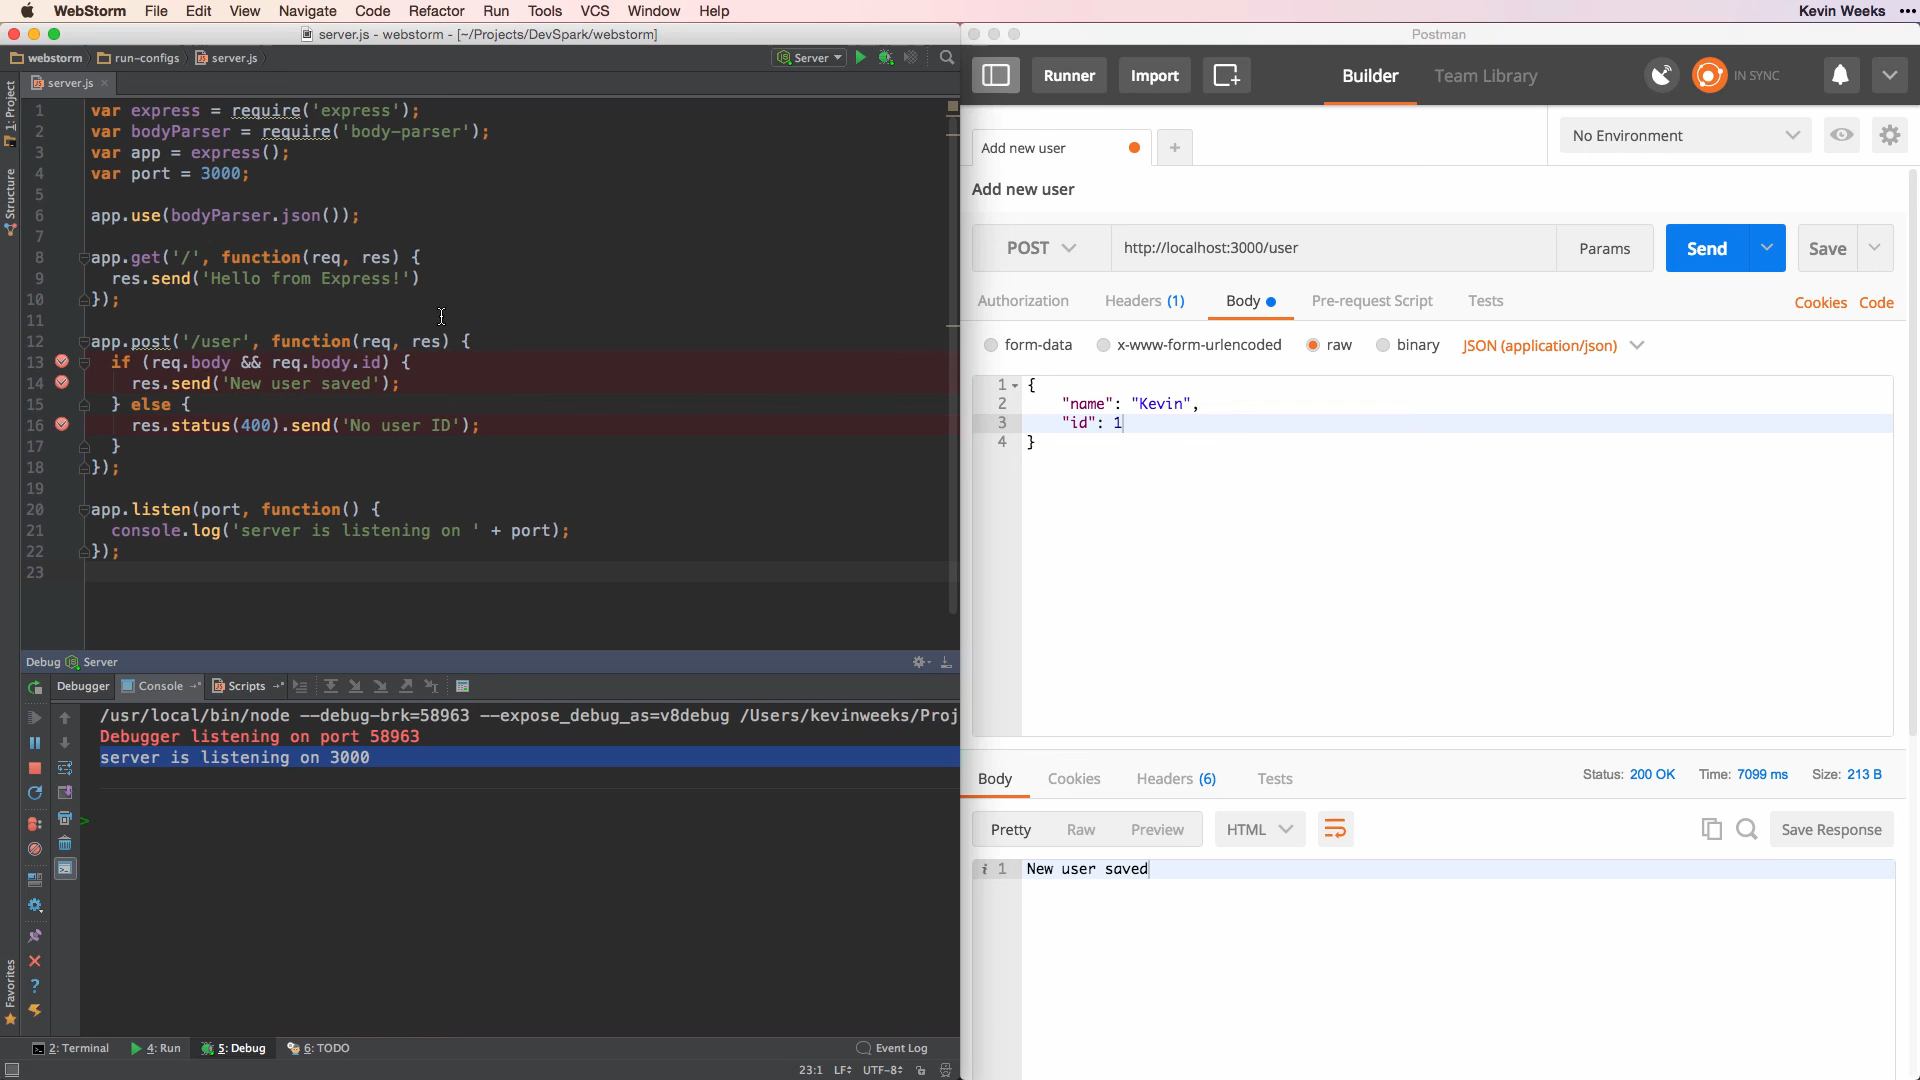 WebStorm File Edit View Navigate Code Refactor Run Tools VCS Window Help
Kevin Weeks
server.js - webstorm - [~/Projects/DevSpark/webstorm]
webstorm run-configs server.js
Server
server.js
1: Project
Structure
Favorites
1 var express = require('express');
2 var bodyParser = require('body-parser');
3 var app = express();
4 var port = 3000;
5
6 app.use(bodyParser.json());
7
8 app.get('/', function(req, res) {
9 res.send('Hello from Express!')
10 });
11
12 app.post('/user', function(req, res) {
13 if (req.body && req.body.id) {
14 res.send('New user saved');
15 } else {
16 res.status(400).send('No user ID');
17 }
18 });
19
20 app.listen(port, function() {
21 console.log('server is listening on ' + port);
22 });
23
Debug Server
Debugger Console Scripts
/usr/local/bin/node --debug-brk=58963 --expose_debug_as=v8debug /Users/kevinweeks/Proj
Debugger listening on port 58963
server is listening on 3000
>
2: Terminal 4: Run 5: Debug 6: TODO Event Log
23:1 LF UTF-8
Postman
Runner Import Builder Team Library IN SYNC
Add new user
+
No Environment
Add new user
POST http://localhost:3000/user Params Send Save
Authorization Headers (1) Body Pre-request Script Tests Cookies Code
form-data x-www-form-urlencoded raw binary JSON (application/json)
1 {
2 "name": "Kevin",
3 "id": 1
4 }
Body Cookies Headers (6) Tests Status: 200 OK Time: 7099 ms Size: 213 B
Pretty Raw Preview HTML Save Response
i 1 New user saved